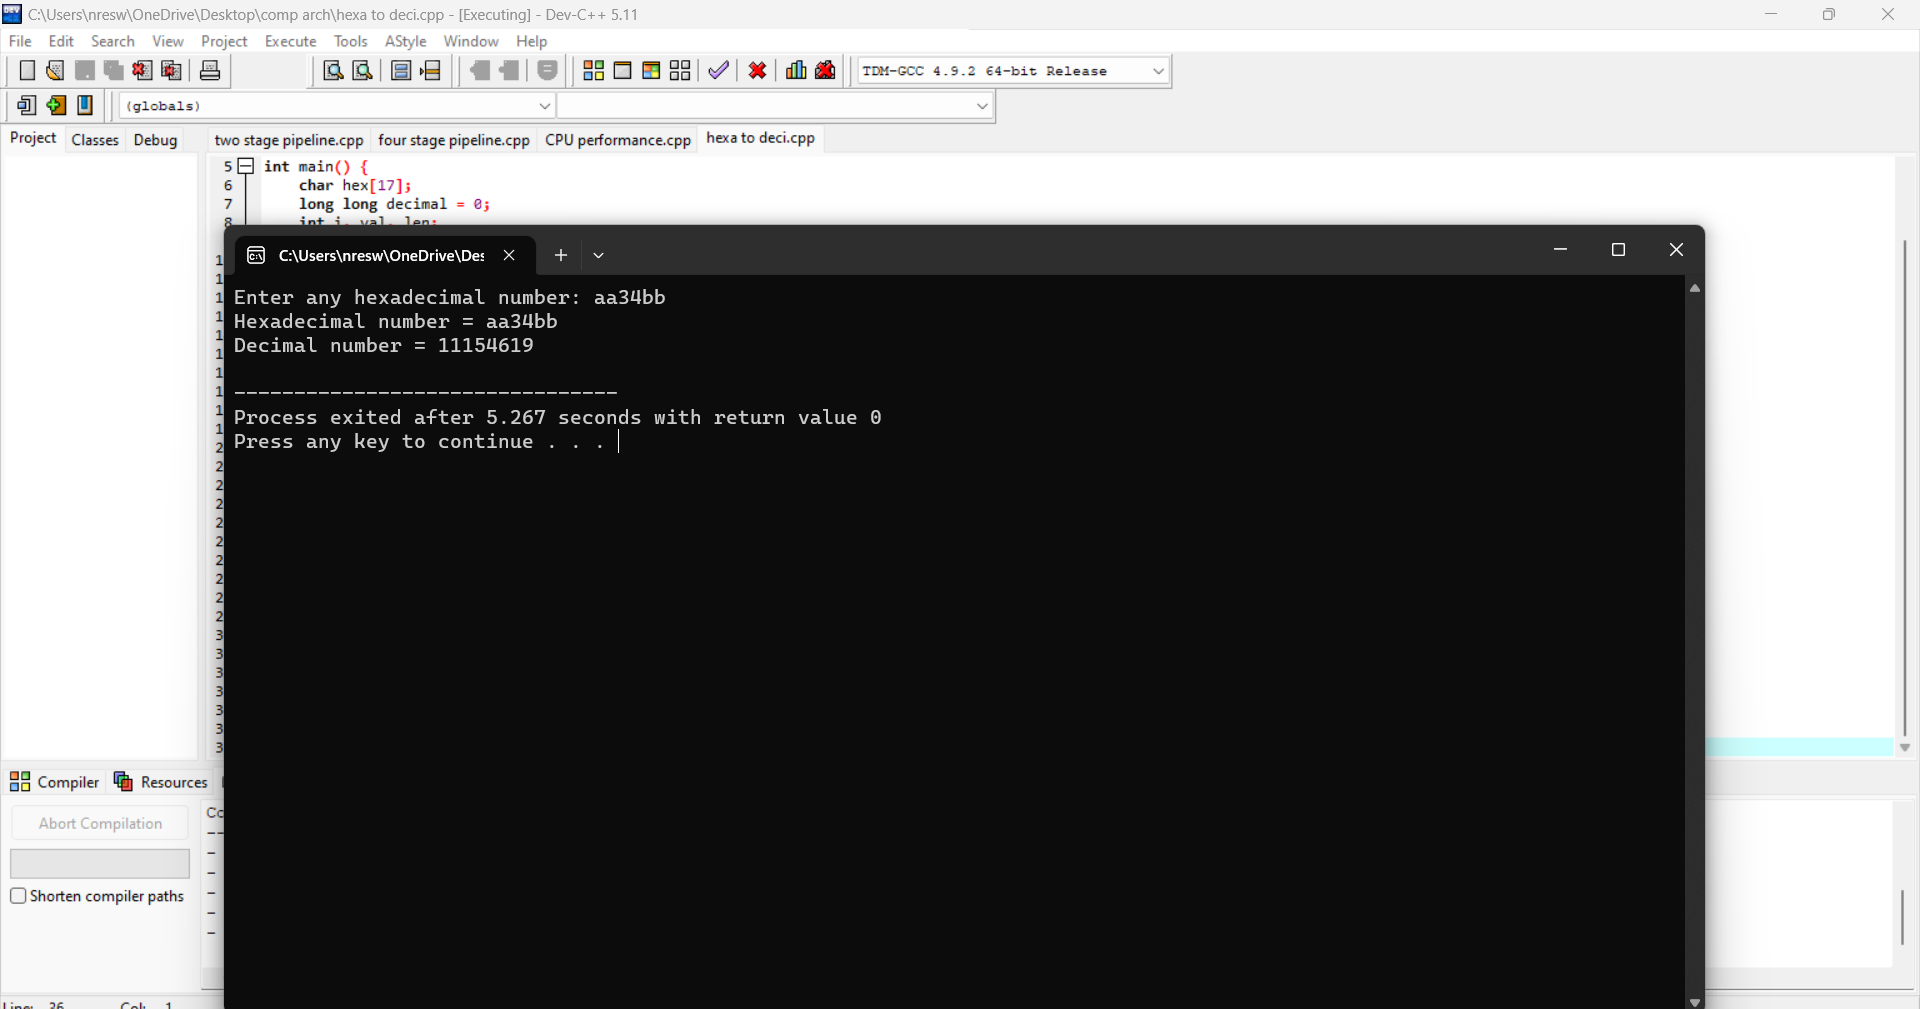 C:\Users\nresw\OneDrive\Desktop\comp arch\hexa to deci.cpp - [Executing] - Dev-C++ 5.11
File Edit Search View Project Execute Tools AStyle Window Help
TDM-GCC 4.9.2 64-bit Release
(globals)
Project Classes Debug
two stage pipeline.cpp four stage pipeline.cpp CPU performance.cpp hexa to deci.cpp
5 int main() {
6 char hex[17];
7 long long decimal = 0;
8 int i, val, len;
C:\Users\nresw\OneDrive\Des
Enter any hexadecimal number: aa34bb
Hexadecimal number = aa34bb
Decimal number = 11154619
--------------------------------
Process exited after 5.267 seconds with return value 0
Press any key to continue . . .
Compiler Resources
Abort Compilation
Shorten compiler paths
Line: 36 Col: 1